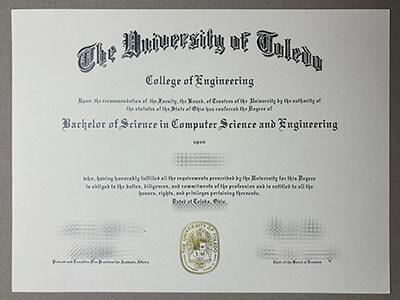 The University of Toledo
College of Engineering
Upon the recommendation of the Faculty, the Board, of Trustees of the University by the authority of
the statutes of the State of Ohio has conferred the Degree of
Bachelor of Science in Computer Science and Engineering
upon
who, having honorably fulfilled all the requirements prescribed by the University for this Degree
is obliged to the duties, diligences, and commitments of the profession and is entitled to all the
honors, rights, and privileges pertaining thereunto.
Dated at Toledo, Ohio,
THE UNIVERSITY OF TOLEDO
Provost and Executive Vice President for Academic Affairs
Chair of the Board of Trustees